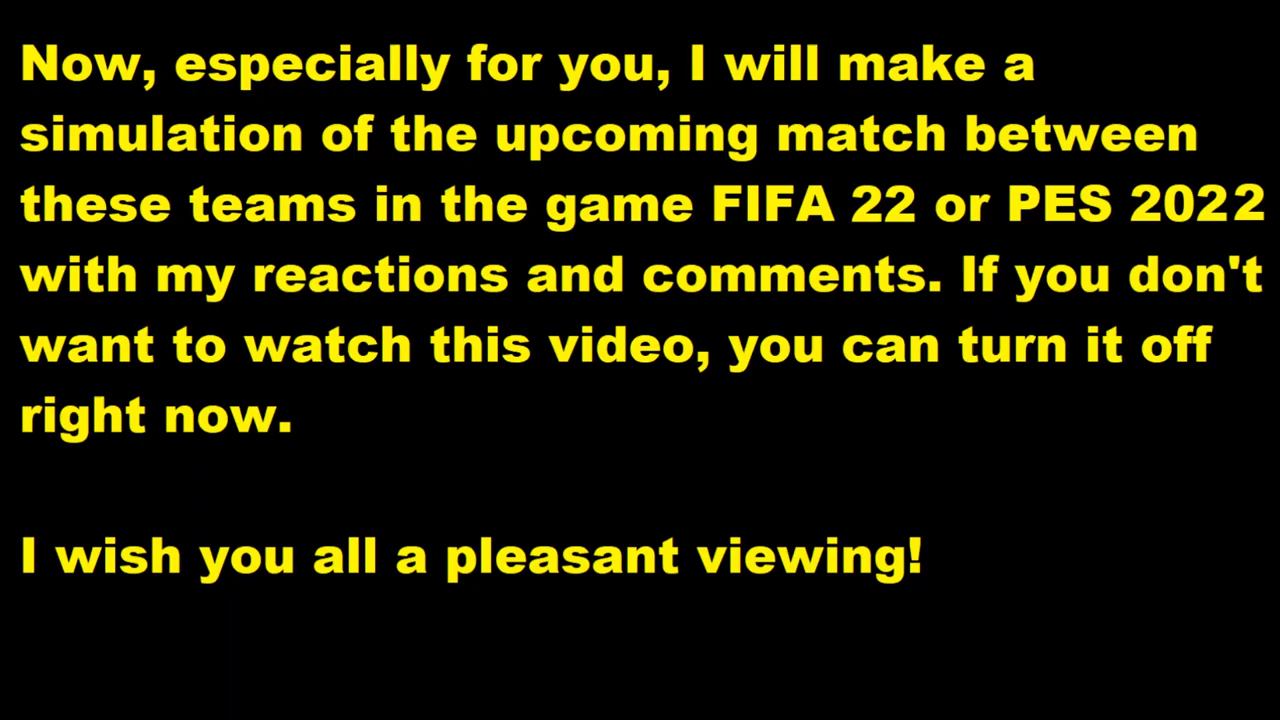 Now, especially for you, I will make a
simulation of the upcoming match between
these teams in the game FIFA 22 or PES 2022
with my reactions and comments. If you don't
want to watch this video, you can turn it off
right now.
I wish you all a pleasant viewing!